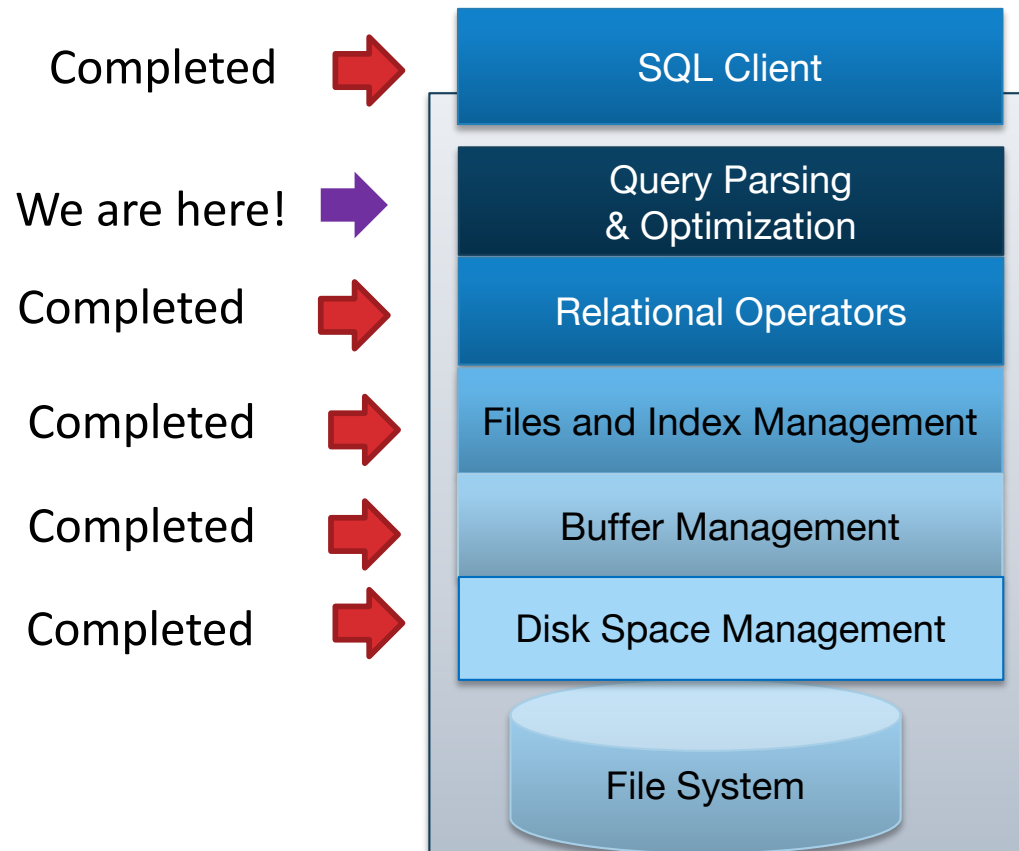 Completed
SQL Client
We are here!
Query Parsing
& Optimization
Completed
Relational Operators
Completed
Files and Index Management
Completed
Buffer Management
Completed
Disk Space Management
File System